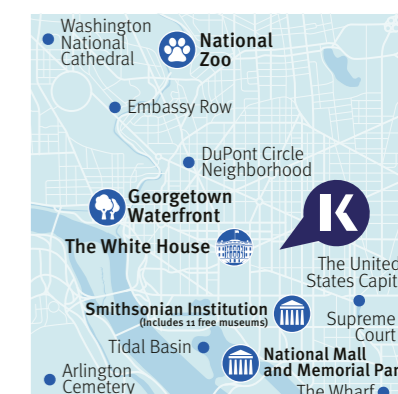 Washington
National
Cathedral
National
Zoo
Embassy Row
DuPont Circle
Neighborhood
Georgetown
Waterfront
K
The White House
The United
States Capit
Smithsonian Institution
(Includes 11 free museums)
Supreme
Court
Tidal Basin
National Mall
and Memorial Par
Arlington
Cemetery
The Wharf